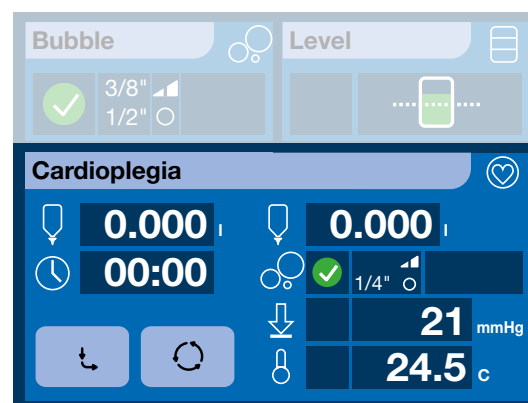 Bubble
Level
3/8"
1/2"
Cardioplegia
0.000 l
0.000 l
00:00
1/4"
21 mmHg
24.5 C